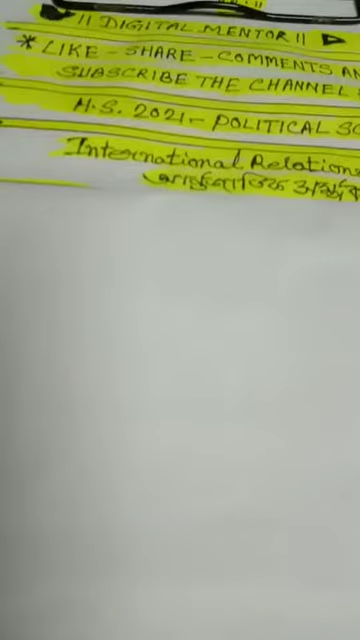 || DIGITAL MENTOR ||
* LIKE - SHARE - COMMENTS AN
SUBSCRIBE THE CHANNEL
H.S. 2021 - POLITICAL SC
International Relation